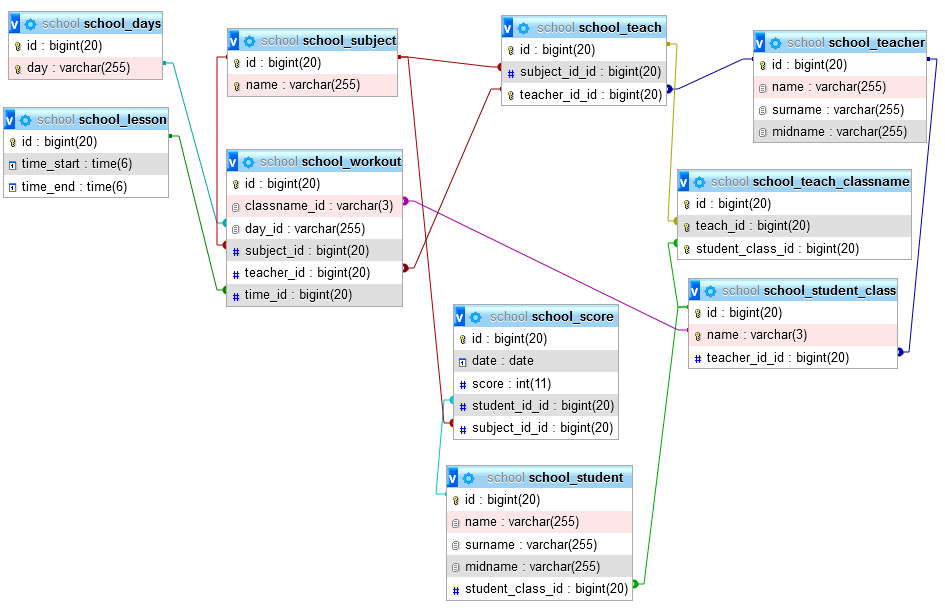 school school_days
id : bigint(20)
day : varchar(255)
school school_lesson
id : bigint(20)
time_start : time(6)
time_end : time(6)
school school_subject
id : bigint(20)
name : varchar(255)
school school_workout
id : bigint(20)
classname_id : varchar(3)
day_id : varchar(255)
subject_id : bigint(20)
teacher_id : bigint(20)
time_id : bigint(20)
school school_teach
id : bigint(20)
subject_id_id : bigint(20)
teacher_id_id : bigint(20)
school school_teacher
id : bigint(20)
name : varchar(255)
surname : varchar(255)
midname : varchar(255)
school school_teach_classname
id : bigint(20)
teach_id : bigint(20)
student_class_id : bigint(20)
school school_student_class
id : bigint(20)
name : varchar(3)
teacher_id_id : bigint(20)
school school_score
id : bigint(20)
date : date
score : int(11)
student_id_id : bigint(20)
subject_id_id : bigint(20)
school school_student
id : bigint(20)
name : varchar(255)
surname : varchar(255)
midname : varchar(255)
student_class_id : bigint(20)